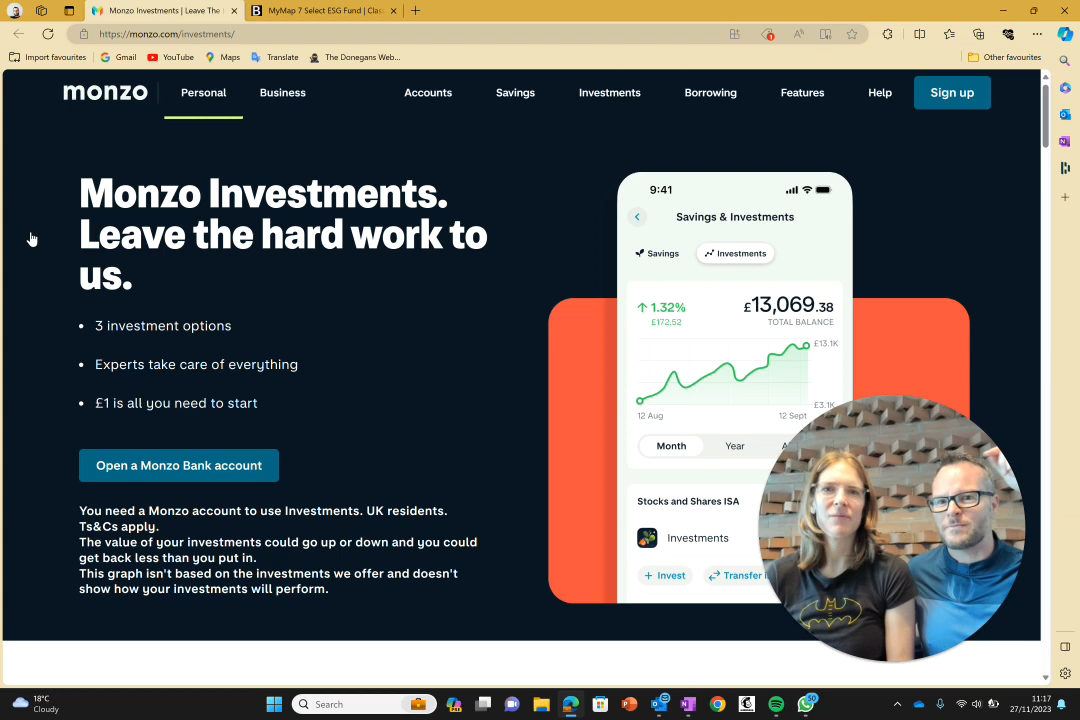 Monzo Investments | Leave The
MyMap 7 Select ESG Fund | Cla
https://monzo.com/investments/
Import favourites
Gmail
YouTube
Maps
Translate
The Donegans Web...
Other favourites
monzo
Personal
Business
Accounts
Savings
Investments
Borrowing
Features
Help
Sign up
Monzo Investments.
Leave the hard work to
us.
3 investment options
Experts take care of everything
£1 is all you need to start
Open a Monzo Bank account
You need a Monzo account to use Investments. UK residents.
Ts&Cs apply.
The value of your investments could go up or down and you could
get back less than you put in.
This graph isn't based on the investments we offer and doesn't
show how your investments will perform.
9:41
Savings & Investments
Savings
Investments
1.32%
£172.52
£13,069.38
TOTAL BALANCE
£13.1K
£3.1K
12 Aug
12 Sept
Month
Year
Stocks and Shares ISA
Investments
+ Invest
Transfer
18°C
Cloudy
Search
50
11:17
27/11/2023